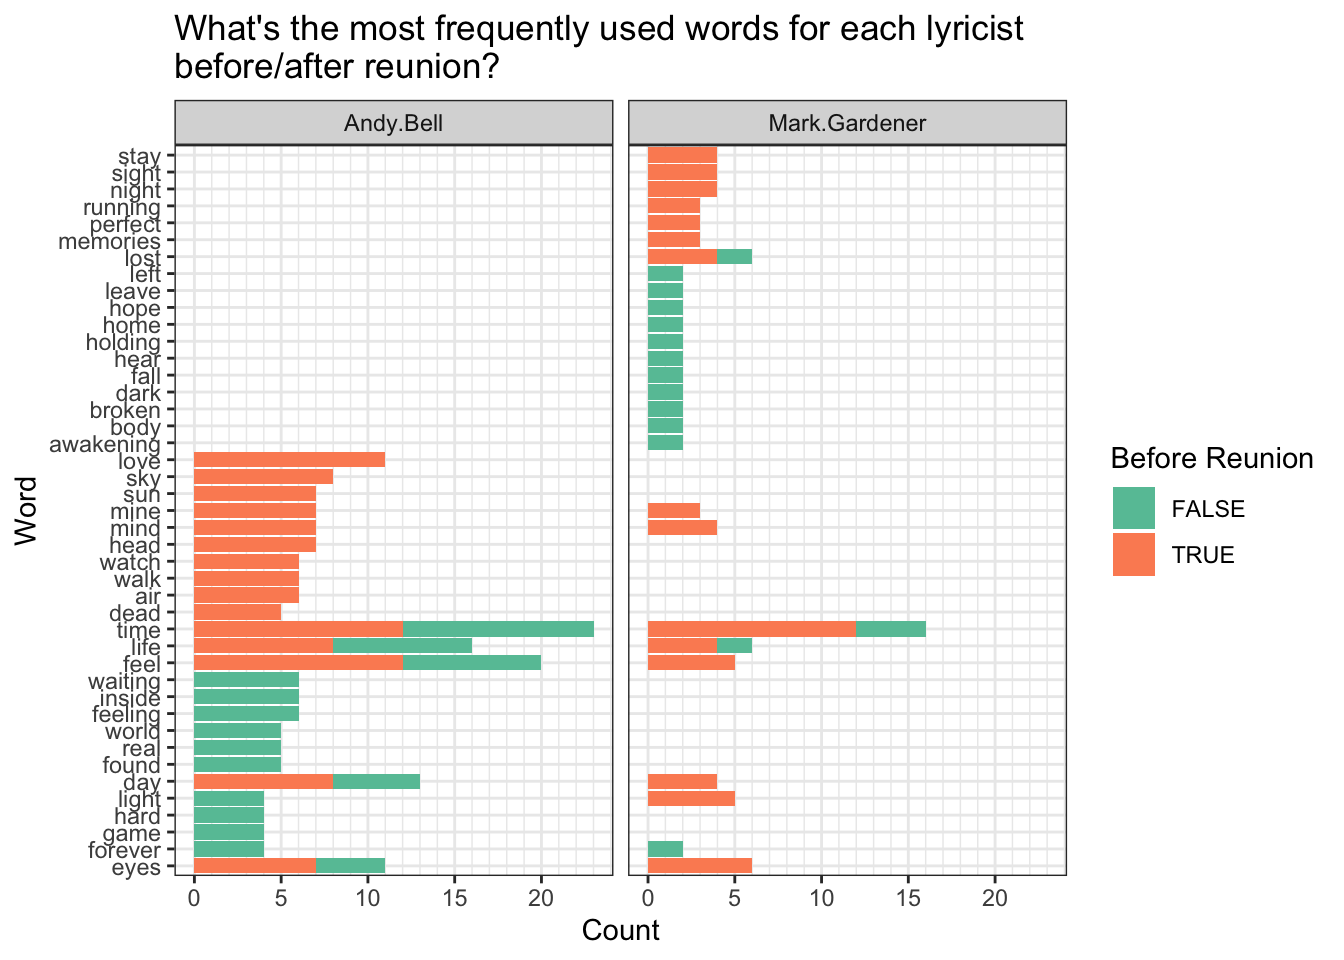 What's the most frequently used words for each lyricist
before/after reunion?
Andy.Bell
Mark.Gardener
stay
sight
night
running
perfect
memories
lost
left
leave
hope
home
holding
hear
fall
dark
broken
body
awakening
love
sky
sun
mine
mind
head
watch
walk
air
dead
time
life
feel
waiting
inside
feeling
world
real
found
day
light
hard
game
forever
eyes
Word
0 5 10 15 20
0 5 10 15 20
Count
Before Reunion
FALSE
TRUE